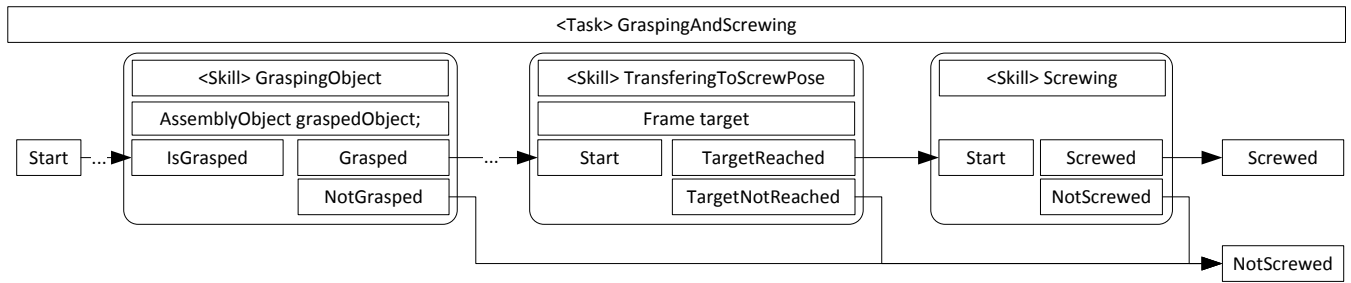 <Task> GraspingAndScrewing
<Skill> GraspingObject
AssemblyObject graspedObject;
<Skill> TransferingToScrewPose
Frame target
<Skill> Screwing
Start ... IsGrasped Grasped ... Start TargetReached Start Screwed Screwed
NotGrasped TargetNotReached NotScrewed
NotScrewed